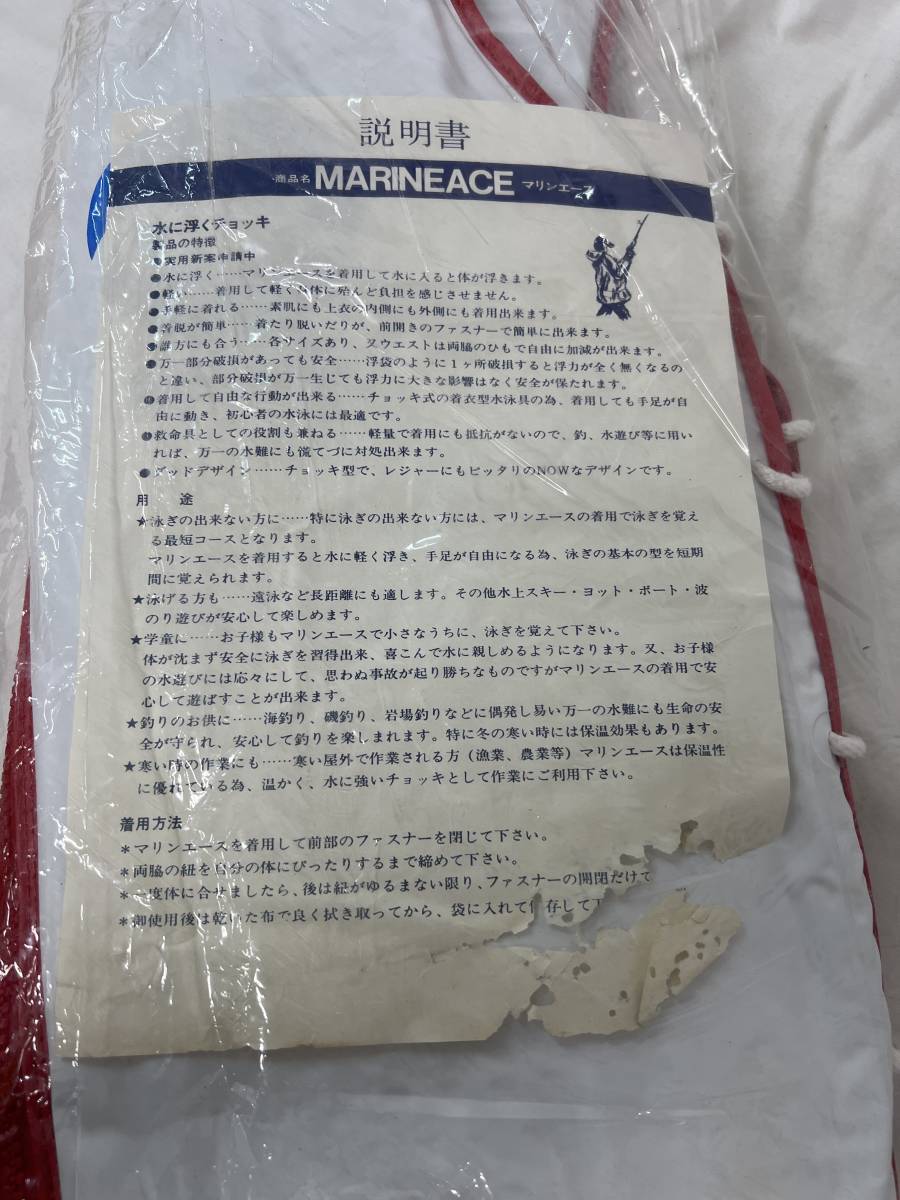 説明書
商品名 MARINEACE マリンエース
水に浮くチョッキ
製品の特徴
実用新案申請中
●水に浮く……マリンエースを着用して水に入ると体が浮きます。
●軽い……着用して軽く身体に殆んど負担を感じさせません。
●手軽に着れる……素肌にも上衣の内側にも外側にも着用出来ます。
●着脱が簡単……着たり脱いだりが、前開きのファスナーで簡単に出来ます。
●誰方にも合う……各サイズあり、又ウエストは両脇のひもで自由に加減が出来ます。
●万一部分破損があっても安全……浮袋のように1ヶ所破損すると浮力が全く無くなるの
と違い、部分破損が万一生じても浮力に大きな影響はなく安全が保たれます。
●着用して自由な行動が出来る……チョッキ式の着衣型水泳具の為、着用しても手足が自
由に動き、初心者の水泳には最適です。
●救命具としての役割も兼ねる……軽量で着用にも抵抗がないので、釣、水遊び等に用い
れば、万一の水難にも慌てづに対処出来ます。
●グッドデザイン……チョッキ型で、レジャーにもピッタリのNOWなデザインです。
用 途
★泳ぎの出来ない方に……特に泳ぎの出来ない方には、マリンエースの着用で泳ぎを覚え
る最短コースとなります。
マリンエースを着用すると水に軽く浮き、手足が自由になる為、泳ぎの基本の型を短期
間に覚えられます。
★泳げる方も……遠泳など長距離にも適します。その他水上スキー・ヨット・ボート・波
のり遊びが安心して楽しめます。
★学童に……お子様もマリンエースで小さなうちに、泳ぎを覚えて下さい。
体が沈まず安全に泳ぎを習得出来、喜こんで水に親しめるようになります。又、お子様
の水遊びには応々にして、思わぬ事故が起り勝ちなものですがマリンエースの着用で安
心して遊ばすことが出来ます。
★釣りのお供に……海釣り、磯釣り、岩場釣りなどに偶発し易い万一の水難にも生命の安
全が守られ、安心して釣りを楽しまれます。特に冬の寒い時には保温効果もあります。
★寒い時の作業にも……寒い屋外で作業される方（漁業、農業等）マリンエースは保温性
に優れている為、温かく、水に強いチョッキとして作業にご利用下さい。
着用方法
＊マリンエースを着用して前部のファスナーを閉じて下さい。
＊両脇の紐を自分の体にぴったりするまで締めて下さい。
＊一度体に合せましたら、後は紐がゆるまない限り、ファスナーの開閉だけて
＊御使用後は乾いた布で良く拭き取ってから、袋に入れて保存して